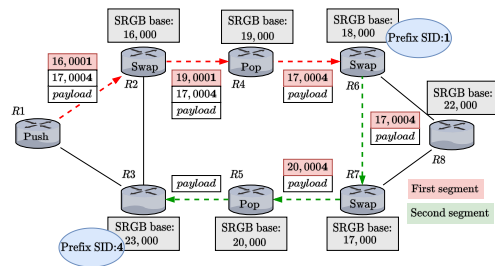 SRGB base:
16,000
SRGB base:
19,000
SRGB base:
18,000
Prefix SID:1
16,0001
17,0004
payload
Swap
R2
19,0001
17,0004
payload
Pop
R4
17,0004
payload
Swap
R6
SRGB base:
22,000
R1
Push
17,0004
payload
R8
R3
payload
R5
Pop
20,0004
payload
R7
Swap
First segment
Second segment
SRGB base:
23,000
Prefix SID:4
SRGB base:
20,000
SRGB base:
17,000